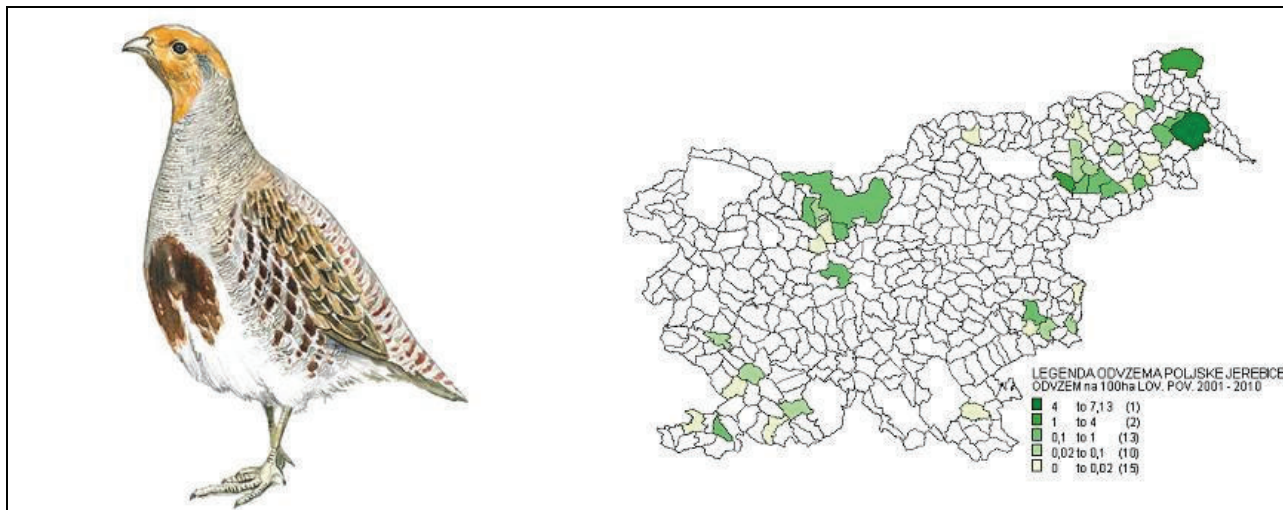 LEGENDA ODVZEMA POLJSKE JEREBICE
ODVZEM na 100ha LOV. POV. 2001 - 2010
4 to 7,13 (1)
1 to 4 (2)
0,1 to 1 (13)
0,02 to 0,1 (10)
0 to 0,02 (15)